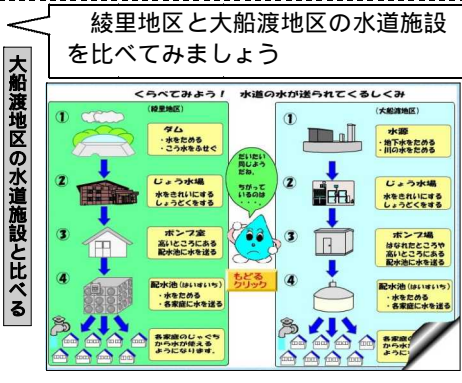 綾里地区と大船渡地区の水道施設
を比べてみましょう
大船渡地区の水道施設と比べる
くらべてみよう! 水道の水が送られてくるしくみ
(綾里地区)
①
ダム
・水をためる
・こう水をふせぐ
②
じょう水場
水をきれいにする
しょうどくをする
③
ポンプ室
高いところにある
配水池に水を送る
④
配水池(はいすいち)
・水をためる
・各家庭に水を送る
各家庭のじゃぐち
から水が使える
ようになります。
だいたい
同じよう
だね。
ちがって
いるのは
・・・・
もどる
クリック
(大船渡地区)
①
水源
・地下水をためる
・川の水をためる
②
じょう水場
水をきれいにする
しょうどくをする
③
ポンプ場
はなれたところや
高いところにある
配水池に水を送る
④
配水池(はいすいち)
・水をためる
・各家庭に水を送る
各家庭
から水
ように